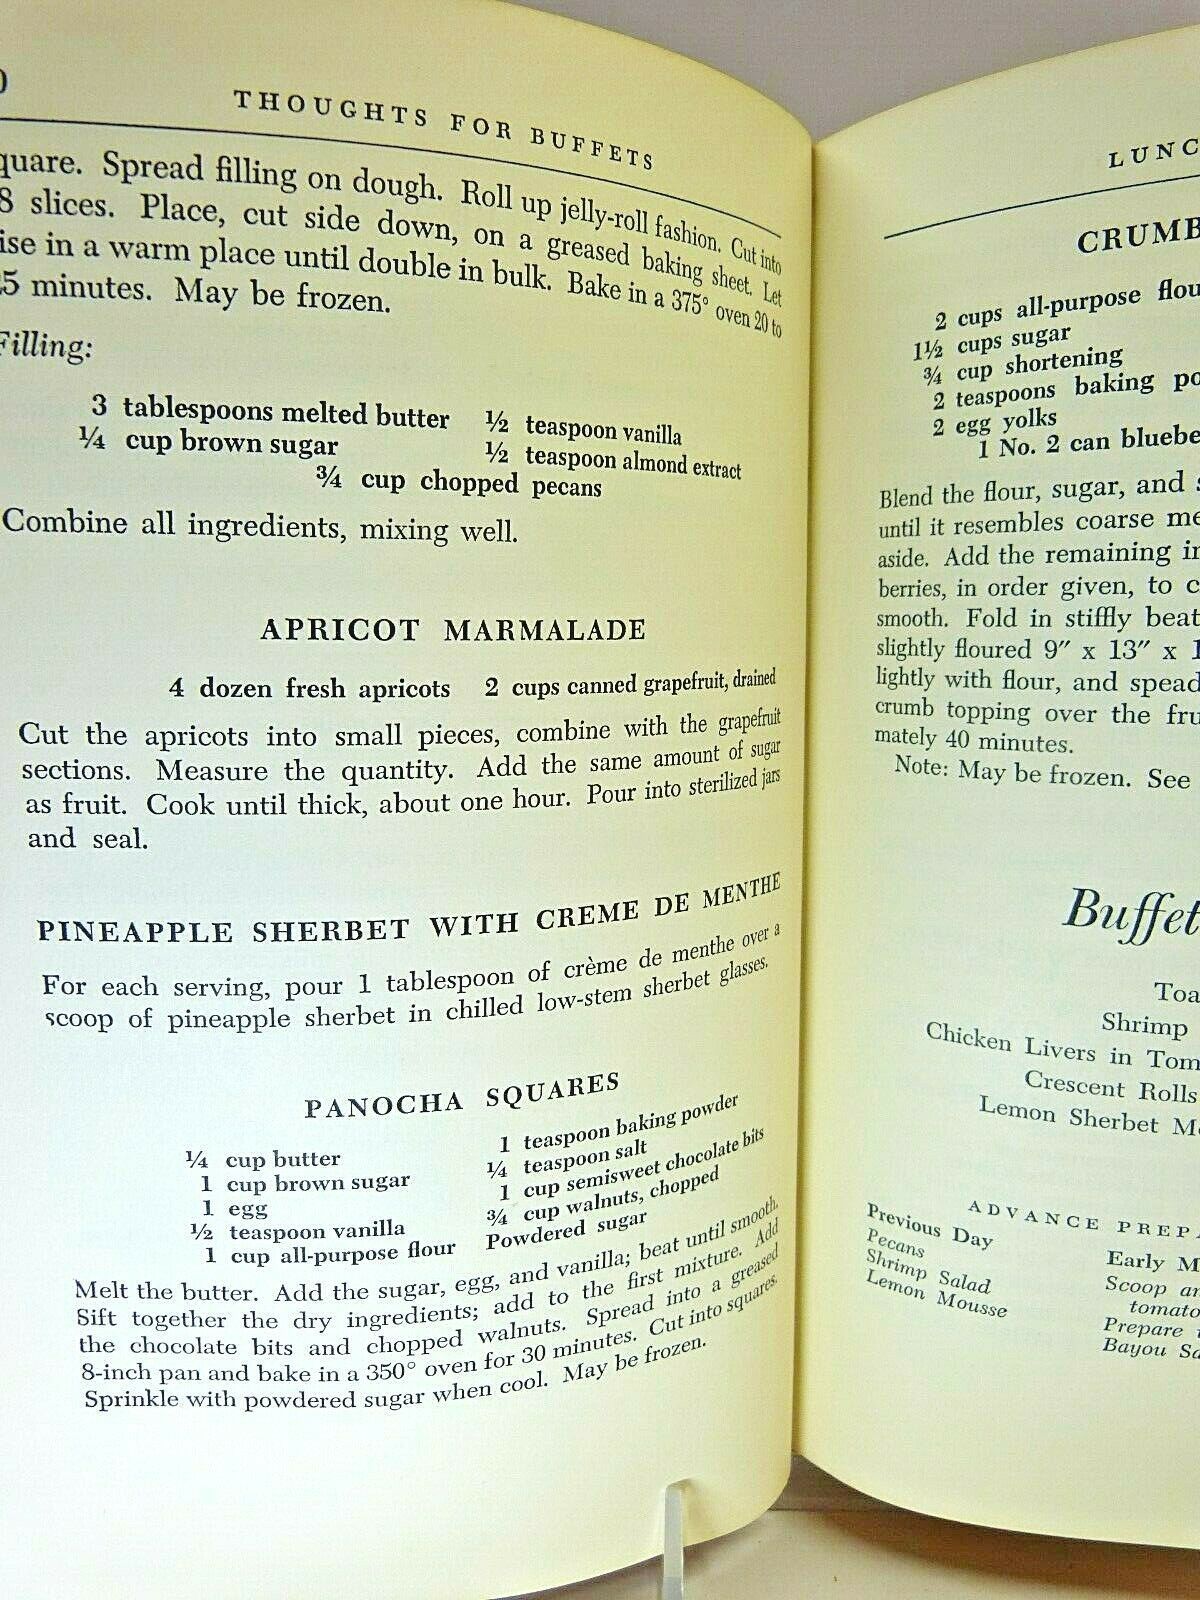 0
THOUGHTS FOR BUFFETS
quare. Spread filling on dough. Roll up jelly-roll fashion. Cut into
8 slices. Place, cut side down, on a greased baking sheet. Let
ise in a warm place until double in bulk. Bake in a 375° oven 20 to
25 minutes. May be frozen.
Filling:
3 tablespoons melted butter ½ teaspoon vanilla
¼ cup brown sugar ½ teaspoon almond extract
¾ cup chopped pecans
Combine all ingredients, mixing well.
APRICOT MARMALADE
4 dozen fresh apricots 2 cups canned grapefruit, drained
Cut the apricots into small pieces, combine with the grapefruit
sections. Measure the quantity. Add the same amount of sugar
as fruit. Cook until thick, about one hour. Pour into sterilized jars
and seal.
PINEAPPLE SHERBET WITH CREME DE MENTHE
For each serving, pour 1 tablespoon of crème de menthe over a
scoop of pineapple sherbet in chilled low-stem sherbet glasses.
PANOCHA SQUARES
¼ cup butter
1 cup brown sugar
1 egg
½ teaspoon vanilla
1 cup all-purpose flour
1 teaspoon baking powder
¼ teaspoon salt
1 cup semisweet chocolate bits
¾ cup walnuts, chopped
Powdered sugar
Melt the butter. Add the sugar, egg, and vanilla; beat until smooth.
Sift together the dry ingredients; add to the first mixture. Add
the chocolate bits and chopped walnuts. Spread into a greased
8-inch pan and bake in a 350° oven for 30 minutes. Cut into squares.
Sprinkle with powdered sugar when cool. May be frozen.
LUNC
CRUMB
2 cups all-purpose flou
1½ cups sugar
¾ cup shortening
2 teaspoons baking po
2 egg yolks
1 No. 2 can bluebe
Blend the flour, sugar, and s
until it resembles coarse me
aside. Add the remaining in
berries, in order given, to c
smooth. Fold in stiffly beat
slightly floured 9″ x 13″ x 1
lightly with flour, and spead
crumb topping over the fru
mately 40 minutes.
Note: May be frozen. See
Buffet
Toa
Shrimp
Chicken Livers in Tom
Crescent Rolls
Lemon Sherbet Mo
ADVANCE PREPA
Previous Day
Pecans
Shrimp Salad
Lemon Mousse
Early M
Scoop an
tomato
Prepare
Bayou Sa